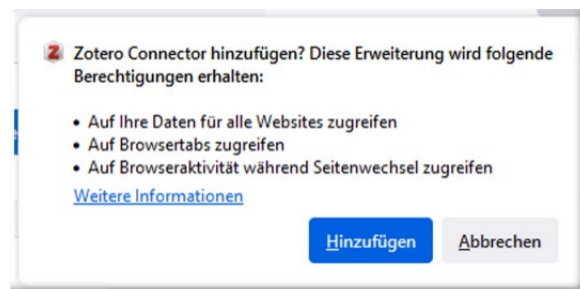 Zotero Connector hinzufügen? Diese Erweiterung wird folgende
Berechtigungen erhalten:
• Auf Ihre Daten für alle Websites zugreifen
• Auf Browsertabs zugreifen
• Auf Browseraktivität während Seitenwechsel zugreifen
Weitere Informationen
Hinzufügen Abbrechen